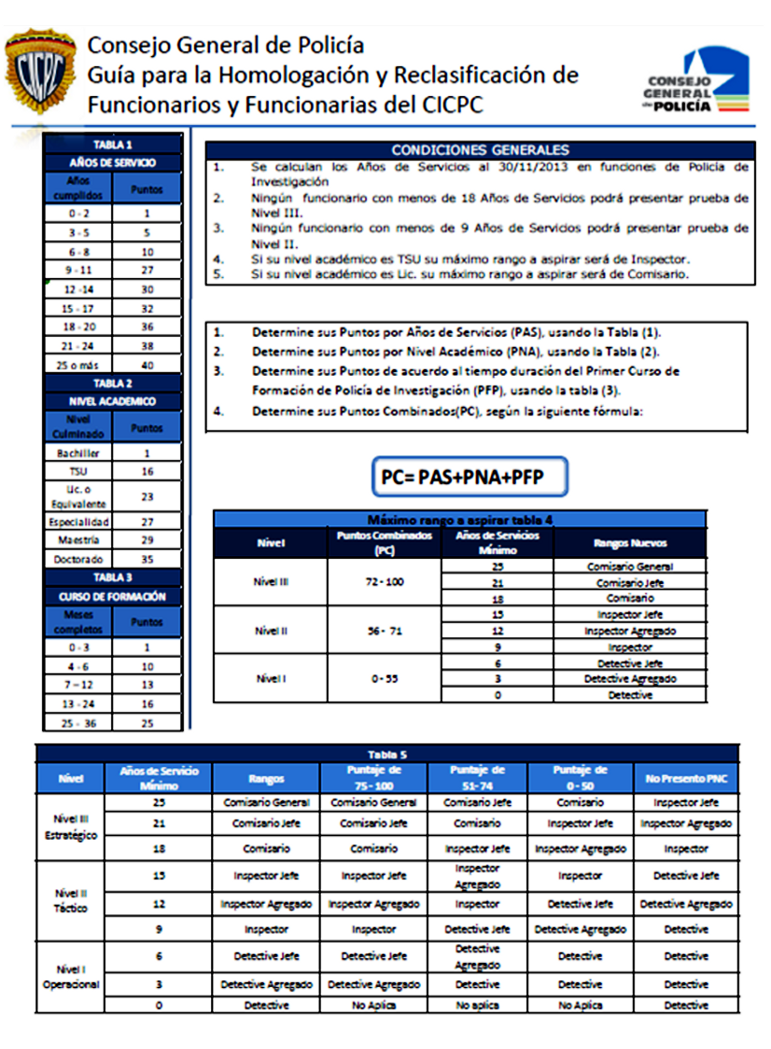 CICPC
Consejo General de Policía
Guía para la Homologación y Reclasificación de
Funcionarios y Funcionarias del CICPC
CONSEJO
GENERAL
de POLICÍA
TABLA 1
AÑOS DE SERVICIO
Años cumplidos Puntos
0 - 2 1
3 - 5 5
6 - 8 10
9 - 11 27
12 -14 30
15 - 17 32
18 - 20 36
21 - 24 38
25 o más 40
TABLA 2
NIVEL ACADEMICO
Nivel Culminado Puntos
Bachiller 1
TSU 16
Lic. o Equivalente 23
Especialidad 27
Maestría 29
Doctorado 35
TABLA 3
CURSO DE FORMACIÓN
Meses completos Puntos
0 - 3 1
4 - 6 10
7 – 12 13
13 - 24 16
25 - 36 25
CONDICIONES GENERALES
1. Se calculan los Años de Servicios al 30/11/2013 en funciones de Policía de
Investigación
2. Ningún funcionario con menos de 18 Años de Servicios podrá presentar prueba de
Nivel III.
3. Ningún funcionario con menos de 9 Años de Servicios podrá presentar prueba de
Nivel II.
4. Si su nivel académico es TSU su máximo rango a aspirar será de Inspector.
5. Si su nivel académico es Lic. su máximo rango a aspirar será de Comisario.
1. Determine sus Puntos por Años de Servicios (PAS), usando la Tabla (1).
2. Determine sus Puntos por Nivel Académico (PNA), usando la Tabla (2).
3. Determine sus Puntos de acuerdo al tiempo duración del Primer Curso de
Formación de Policía de Investigación (PFP), usando la tabla (3).
4. Determine sus Puntos Combinados(PC), según la siguiente fórmula:
PC= PAS+PNA+PFP
Máximo rango a aspirar tabla 4
Nivel Puntos Combinados (PC) Años de Servicios Mínimo Rangos Nuevos
Nivel III 72 - 100 25 Comisario General
21 Comisario Jefe
18 Comisario
Nivel II 56 - 71 15 Inspector Jefe
12 Inspector Agregado
9 Inspector
Nivel I 0 - 55 6 Detective Jefe
3 Detective Agregado
0 Detective
Tabla 5
Nivel Años de Servicio Mínimo Rangos Puntaje de 75 - 100 Puntaje de 51- 74 Puntaje de 0 - 50 No Presento PNC
Nivel III Estratégico 25 Comisario General Comisario General Comisario Jefe Comisario Inspector Jefe
21 Comisario Jefe Comisario Jefe Comisario Inspector Jefe Inspector Agregado
18 Comisario Comisario Inspector Jefe Inspector Agregado Inspector
Nivel II Táctico 15 Inspector Jefe Inspector Jefe Inspector Agregado Inspector Detective Jefe
12 Inspector Agregado Inspector Agregado Inspector Detective Jefe Detective Agregado
9 Inspector Inspector Detective Jefe Detective Agregado Detective
Nivel I Operacional 6 Detective Jefe Detective Jefe Detective Agregado Detective Detective
3 Detective Agregado Detective Agregado Detective Detective Detective
0 Detective No Aplica No aplica No Aplica Detective